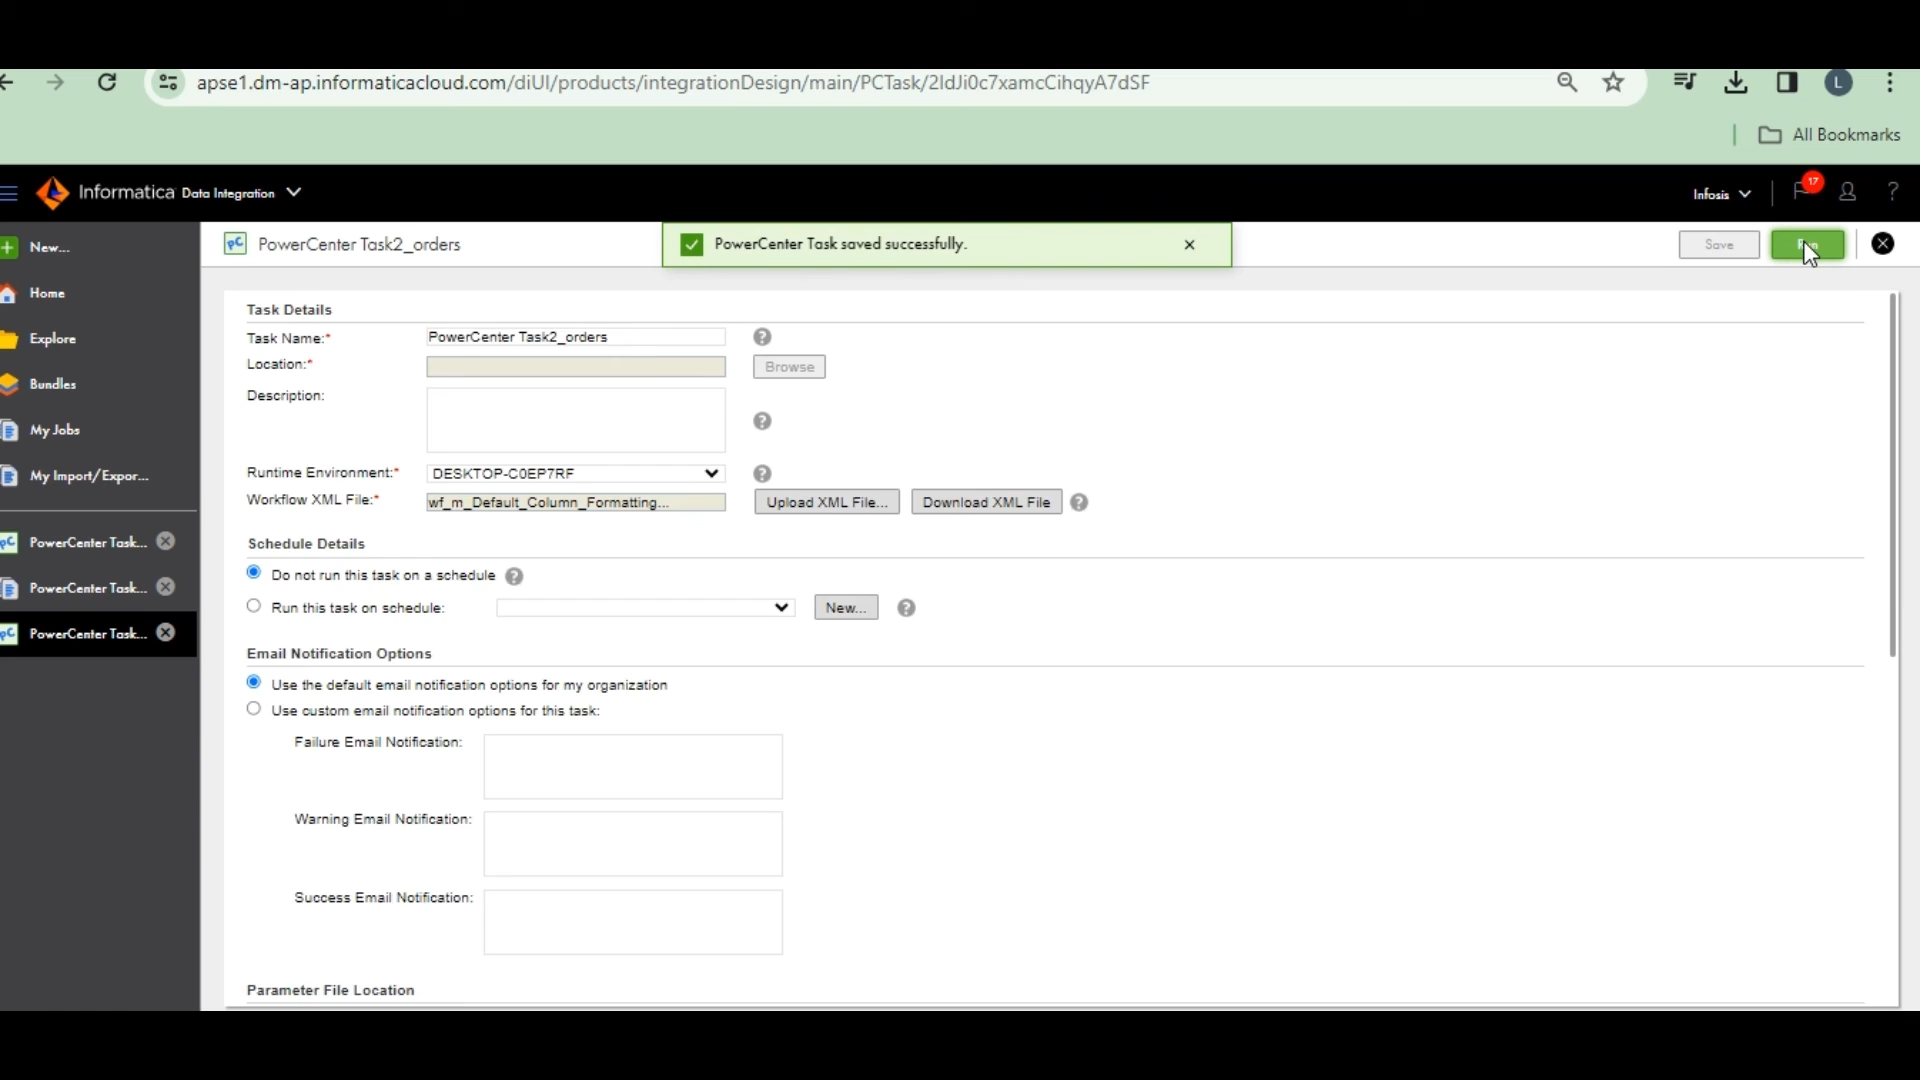 apse1.dm-ap.informaticacloud.com/diUI/products/integrationDesign/main/PCTask/2IdJi0c7xamcCihqyA7dSF
L
All Bookmarks
Informatica Data Integration
Infosis
17
?
New...
PC
PowerCenter Task2_orders
PowerCenter Task saved successfully.
Save
Home
Explore
Bundles
My Jobs
My Import/Expor...
PowerCenter Task...
PowerCenter Task...
PowerCenter Task...
Task Details
Task Name:* PowerCenter Task2_orders ?
Location:* Browse
Description: ?
Runtime Environment:* DESKTOP-C0EP7RF ?
Workflow XML File:* wf_m_Default_Column_Formatting... Upload XML File... Download XML File ?
Schedule Details
Do not run this task on a schedule ?
Run this task on schedule: New... ?
Email Notification Options
Use the default email notification options for my organization
Use custom email notification options for this task:
Failure Email Notification:
Warning Email Notification:
Success Email Notification:
Parameter File Location